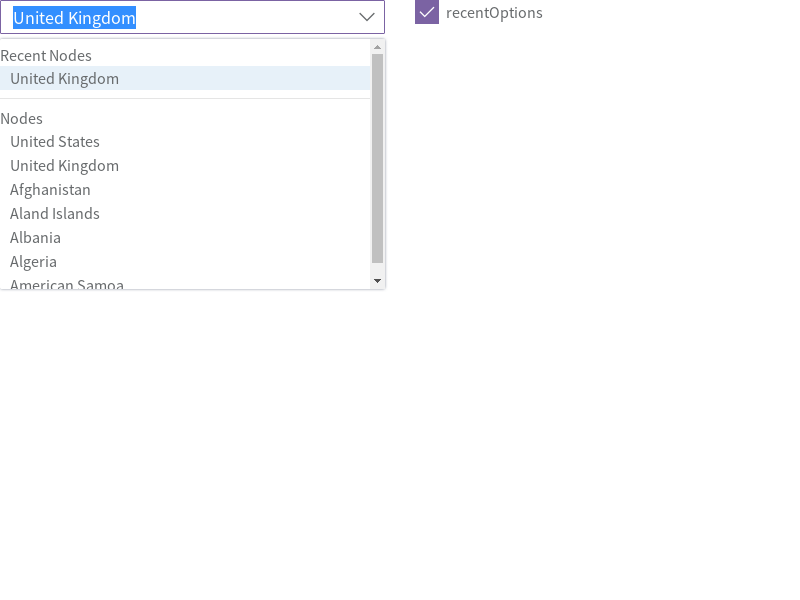 United Kingdom
recentOptions
Recent Nodes
United Kingdom
Nodes
United States
United Kingdom
Afghanistan
Aland Islands
Albania
Algeria
American Samoa